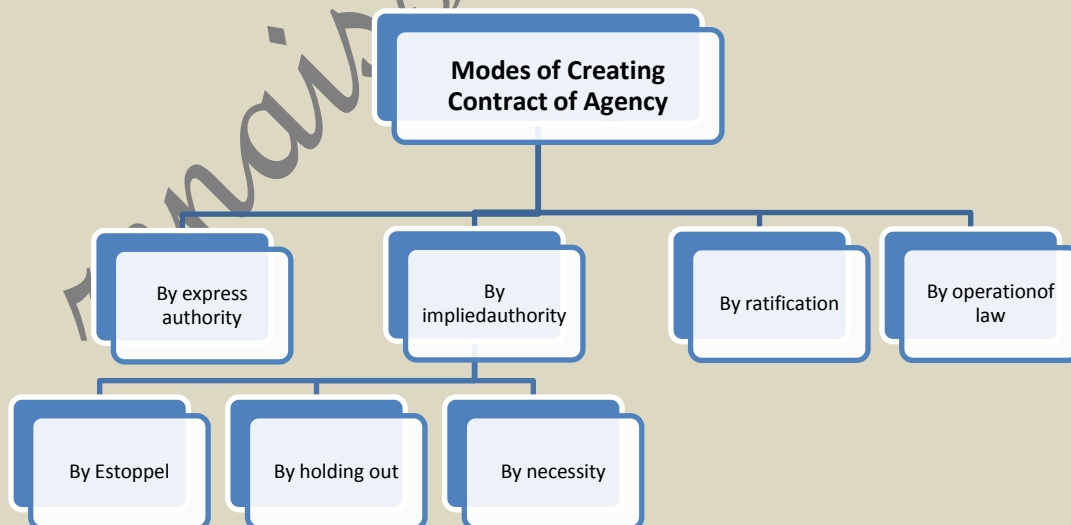 Modes of Creating
Contract of Agency
By express
authority
By
impliedauthority
By ratification
By operationof
law
By Estoppel
By holding out
By necessity